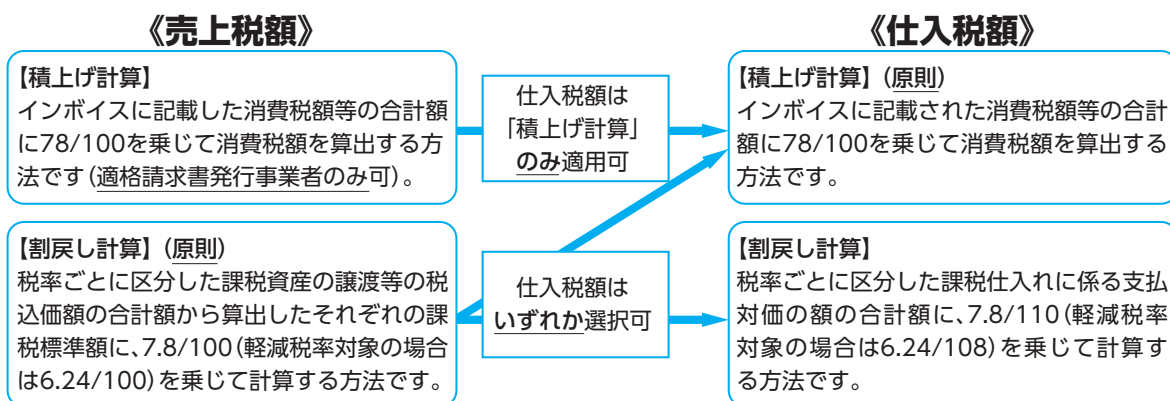 《売上税額》
【積上げ計算】
インボイスに記載した消費税額等の合計額
に78/100を乗じて消費税額を算出する方
法です(適格請求書発行事業者のみ可)。
【割戻し計算】(原則)
税率ごとに区分した課税資産の譲渡等の税
込価額の合計額から算出したそれぞれの課
税標準額に、7.8/100(軽減税率対象の場合
は6.24/100)を乗じて計算する方法です。
仕入税額は
「積上げ計算」
のみ適用可
仕入税額は
いずれか選択可
《仕入税額》
【積上げ計算】(原則)
インボイスに記載された消費税額等の合計
額に78/100を乗じて消費税額を算出する
方法です。
【割戻し計算】
税率ごとに区分した課税仕入れに係る支払
対価の額の合計額に、7.8/110(軽減税率
対象の場合は6.24/108)を乗じて計算す
る方法です。